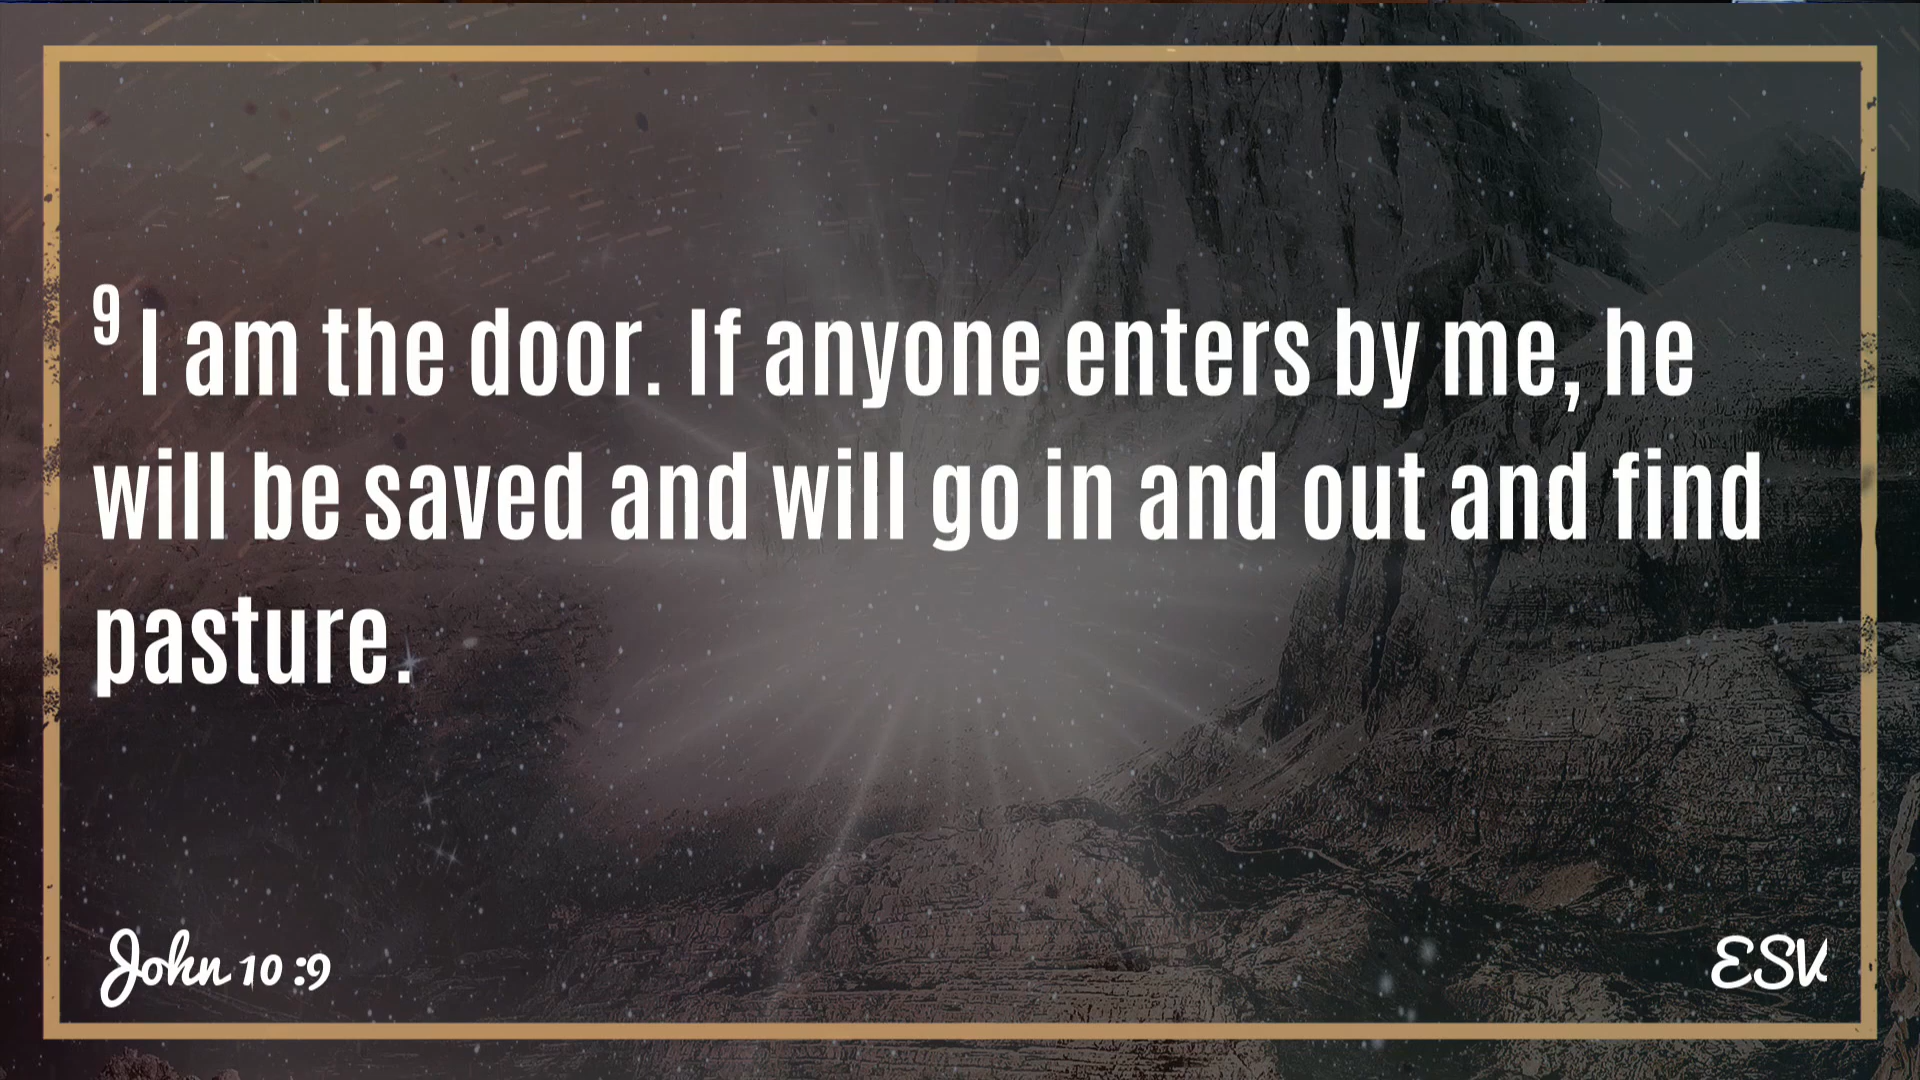 9 I am the door. If anyone enters by me, he
will be saved and will go in and out and find
pasture.
John 10 :9
ESV